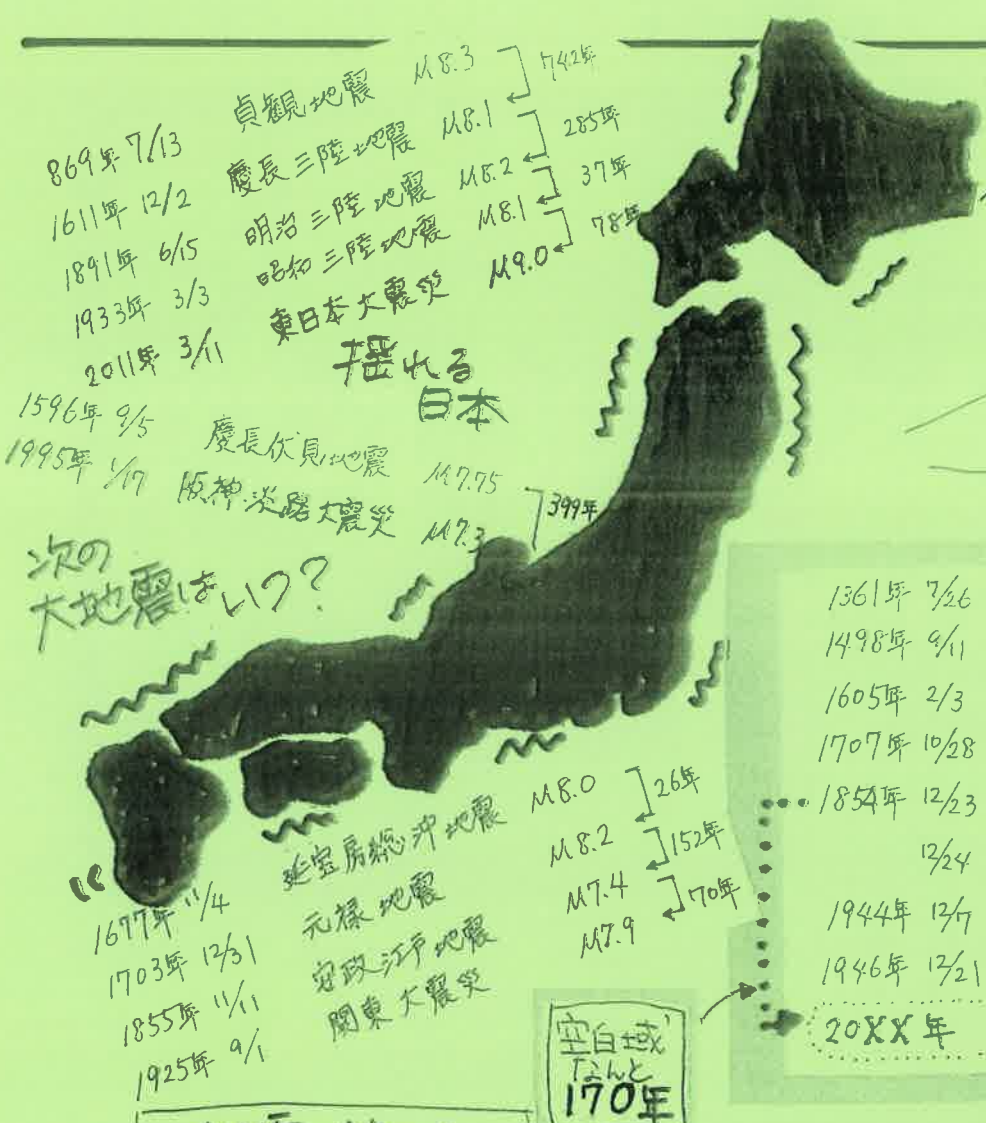 869年 7/13 貞観地震 M8.3
742年
1611年 12/2 慶長三陸地震 M8.1
285年
1891年 6/15 明治三陸地震 M8.2
37年
1933年 3/3 昭和三陸地震 M8.1
78年
2011年 3/11 東日本大震災 M9.0
揺れる
日本
1596年 9/5 慶長伏見地震 M7.75
1995年 1/17 阪神淡路大震災 M7.3
399年
次の
大地震はいつ?
1677年 11/4 延宝房総沖地震 M8.0
26年
1703年 12/31 元禄地震 M8.2
152年
1855年 11/11 安政江戸地震 M7.4
70年
1925年 9/1 関東大震災 M7.9
1361年 7/26
1498年 9/11
1605年 2/3
1707年 10/28
1854年 12/23
12/24
1944年 12/7
1946年 12/21
20XX年
空白域
なんと
170年